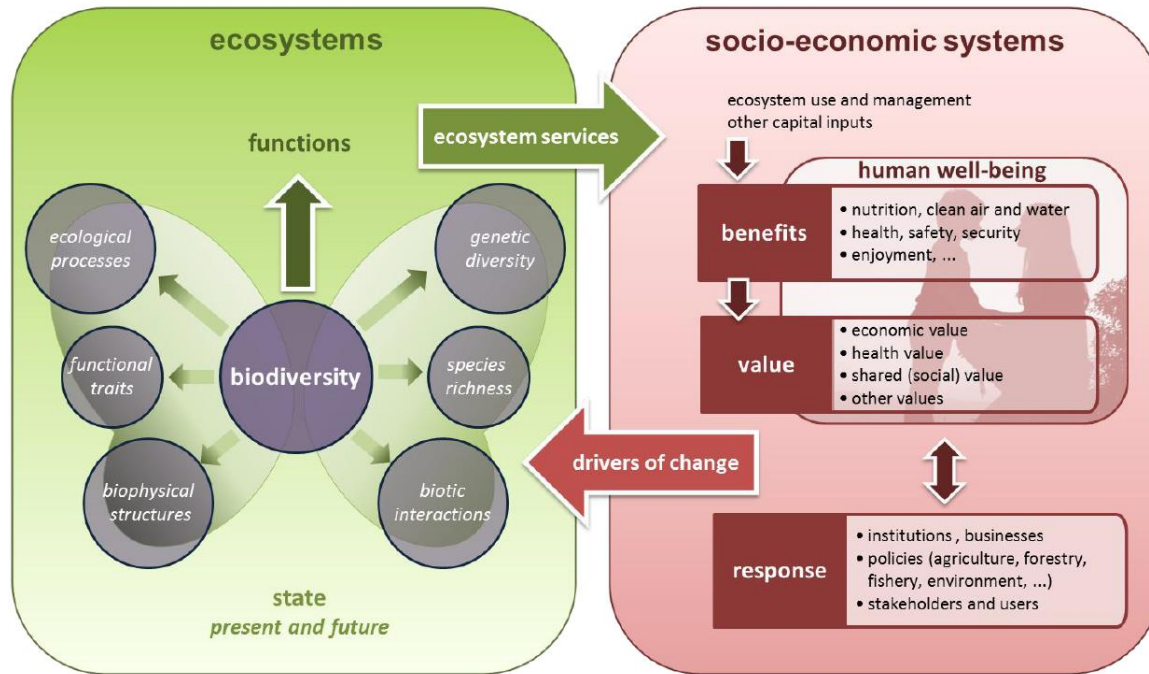 ecosystems
functions
ecological
processes
genetic
diversity
functional
traits
biodiversity
species
richness
biophysical
structures
biotic
interactions
state
present and future
ecosystem services
drivers of change
socio-economic systems
ecosystem use and management
other capital inputs
human well-being
benefits
• nutrition, clean air and water
• health, safety, security
• enjoyment, ...
value
• economic value
• health value
• shared (social) value
• other values
response
• institutions , businesses
• policies (agriculture, forestry,
fishery, environment, ...)
• stakeholders and users